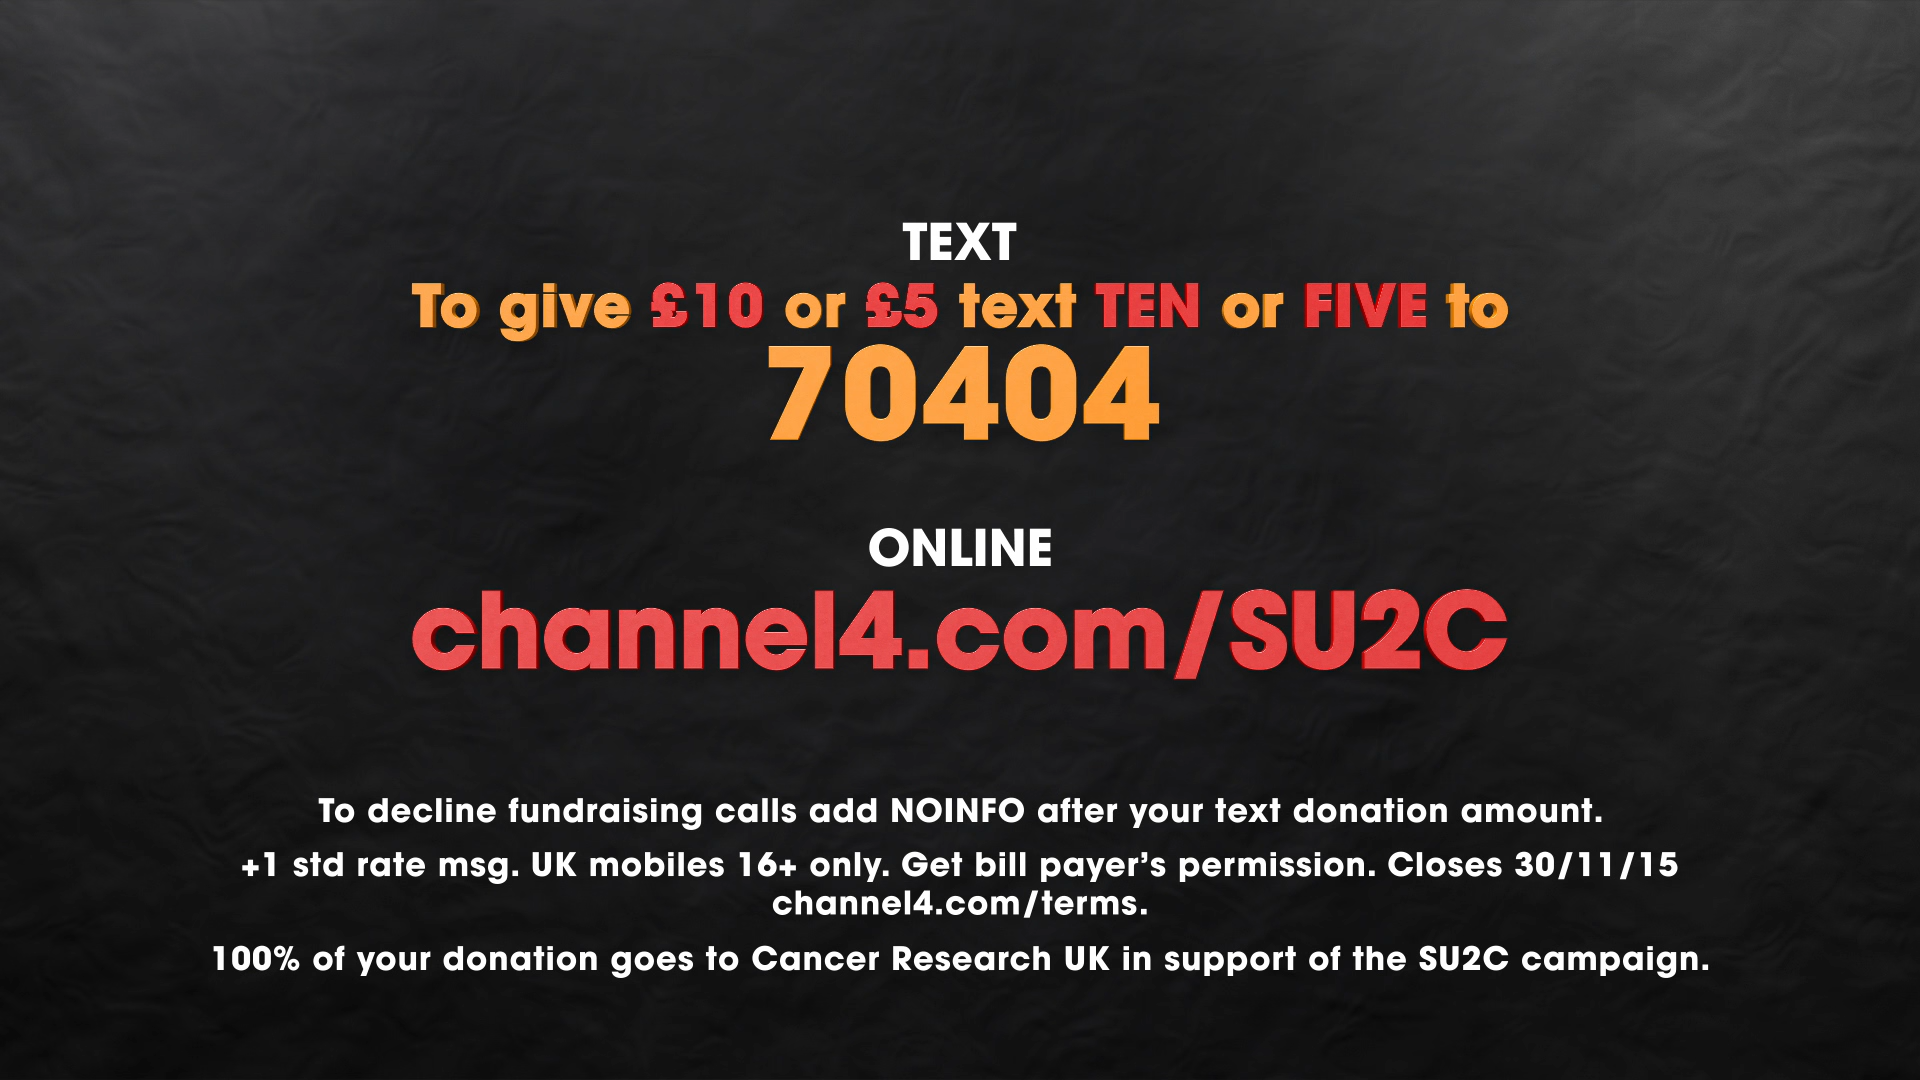 TEXT
To give £10 or £5 text TEN or FIVE to
70404
ONLINE
channel4.com/SU2C
To decline fundraising calls add NOINFO after your text donation amount.
+1 std rate msg. UK mobiles 16+ only. Get bill payer’s permission. Closes 30/11/15
channel4.com/terms.
100% of your donation goes to Cancer Research UK in support of the SU2C campaign.